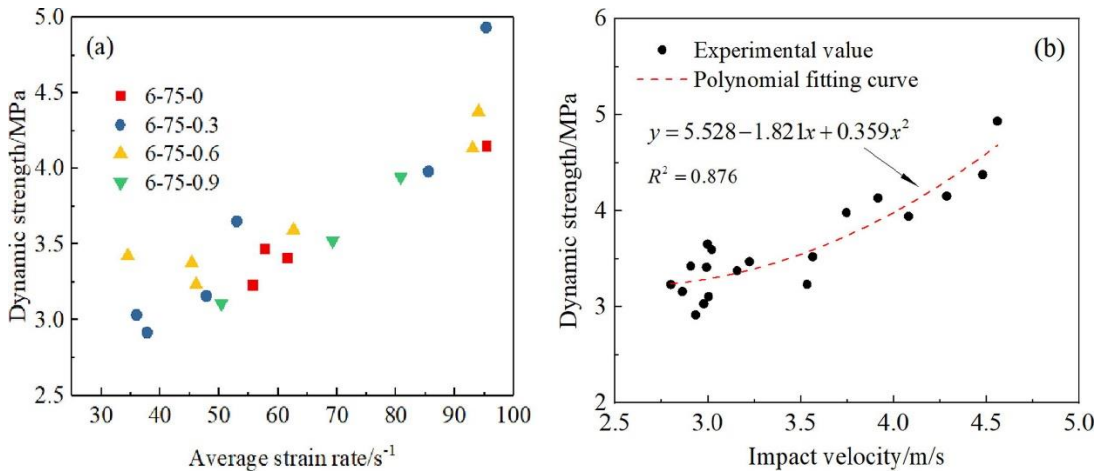 (a)
6-75-0
6-75-0.3
6-75-0.6
6-75-0.9
5.0
4.5
4.0
3.5
3.0
2.5
Dynamic strength/MPa
30 40 50 60 70 80 90 100
Average strain rate/s⁻¹
(b)
Experimental value
Polynomial fitting curve
y = 5.528−1.821x+0.359x²
R² = 0.876
6
5
4
3
2
Dynamic strength/MPa
2.5 3.0 3.5 4.0 4.5 5.0
Impact velocity/m/s